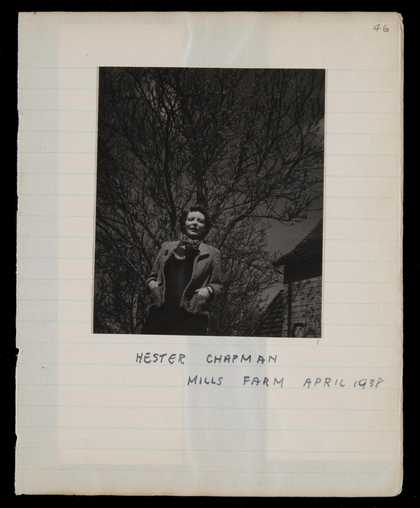 46
HESTER CHAPMAN
MILLS FARM APRIL 1938